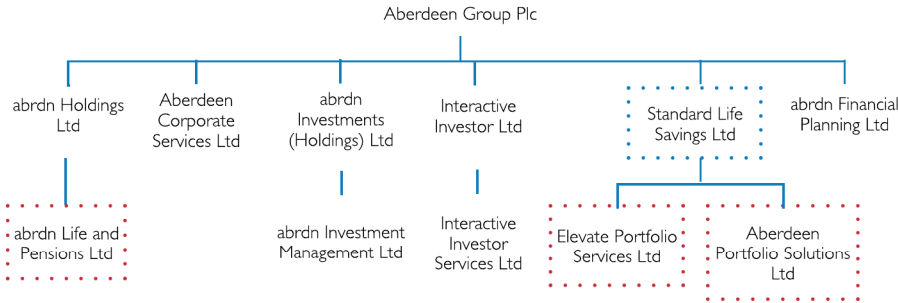 Aberdeen Group Plc
abrdn Holdings
Ltd
Aberdeen
Corporate
Services Ltd
abrdn
Investments
(Holdings) Ltd
Interactive
Investor Ltd
Standard Life
Savings Ltd
abrdn Financial
Planning Ltd
abrdn Life and
Pensions Ltd
abrdn Investment
Management Ltd
Interactive
Investor
Services Ltd
Elevate Portfolio
Services Ltd
Aberdeen
Portfolio Solutions
Ltd